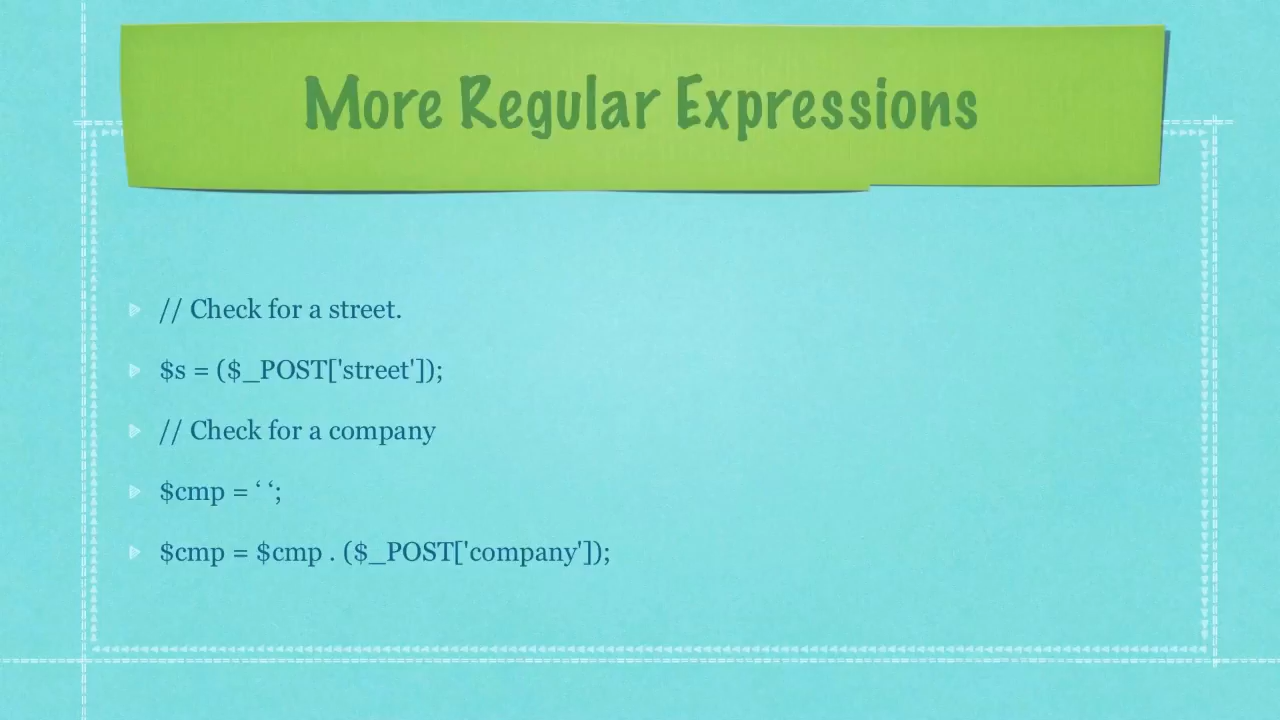 More Regular Expressions
// Check for a street.
$s = ($_POST['street']);
// Check for a company
$cmp = ‘ ‘;
$cmp = $cmp . ($_POST['company']);